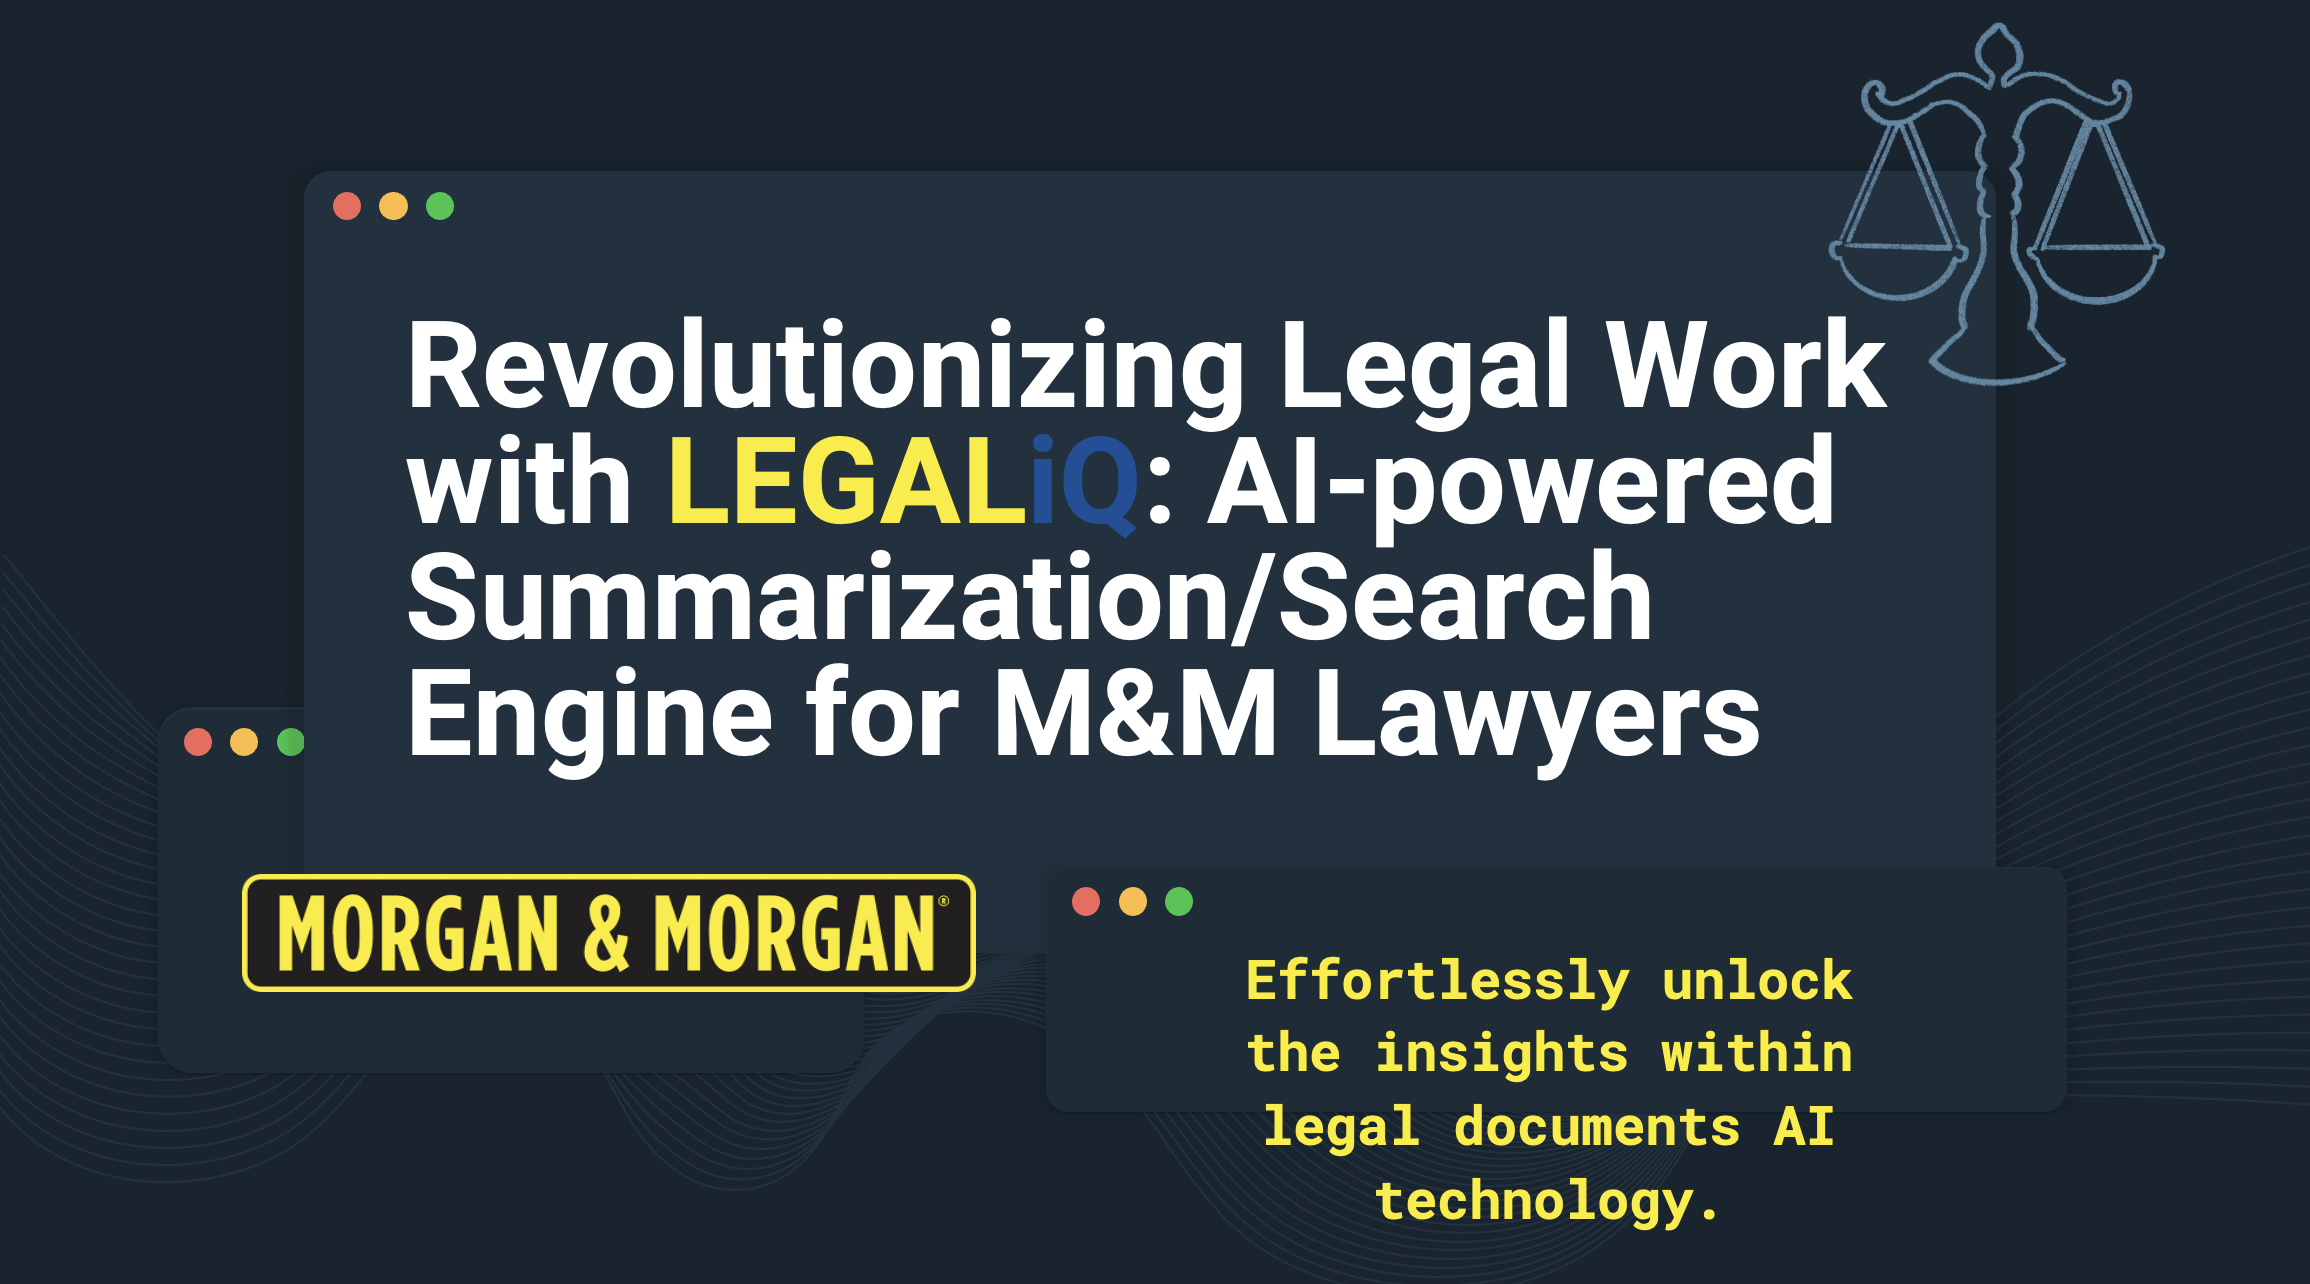 Revolutionizing Legal Work
with LEGALiQ: AI-powered
Summarization/Search
Engine for M&M Lawyers
MORGAN & MORGAN®
Effortlessly unlock
the insights within
legal documents AI
technology.